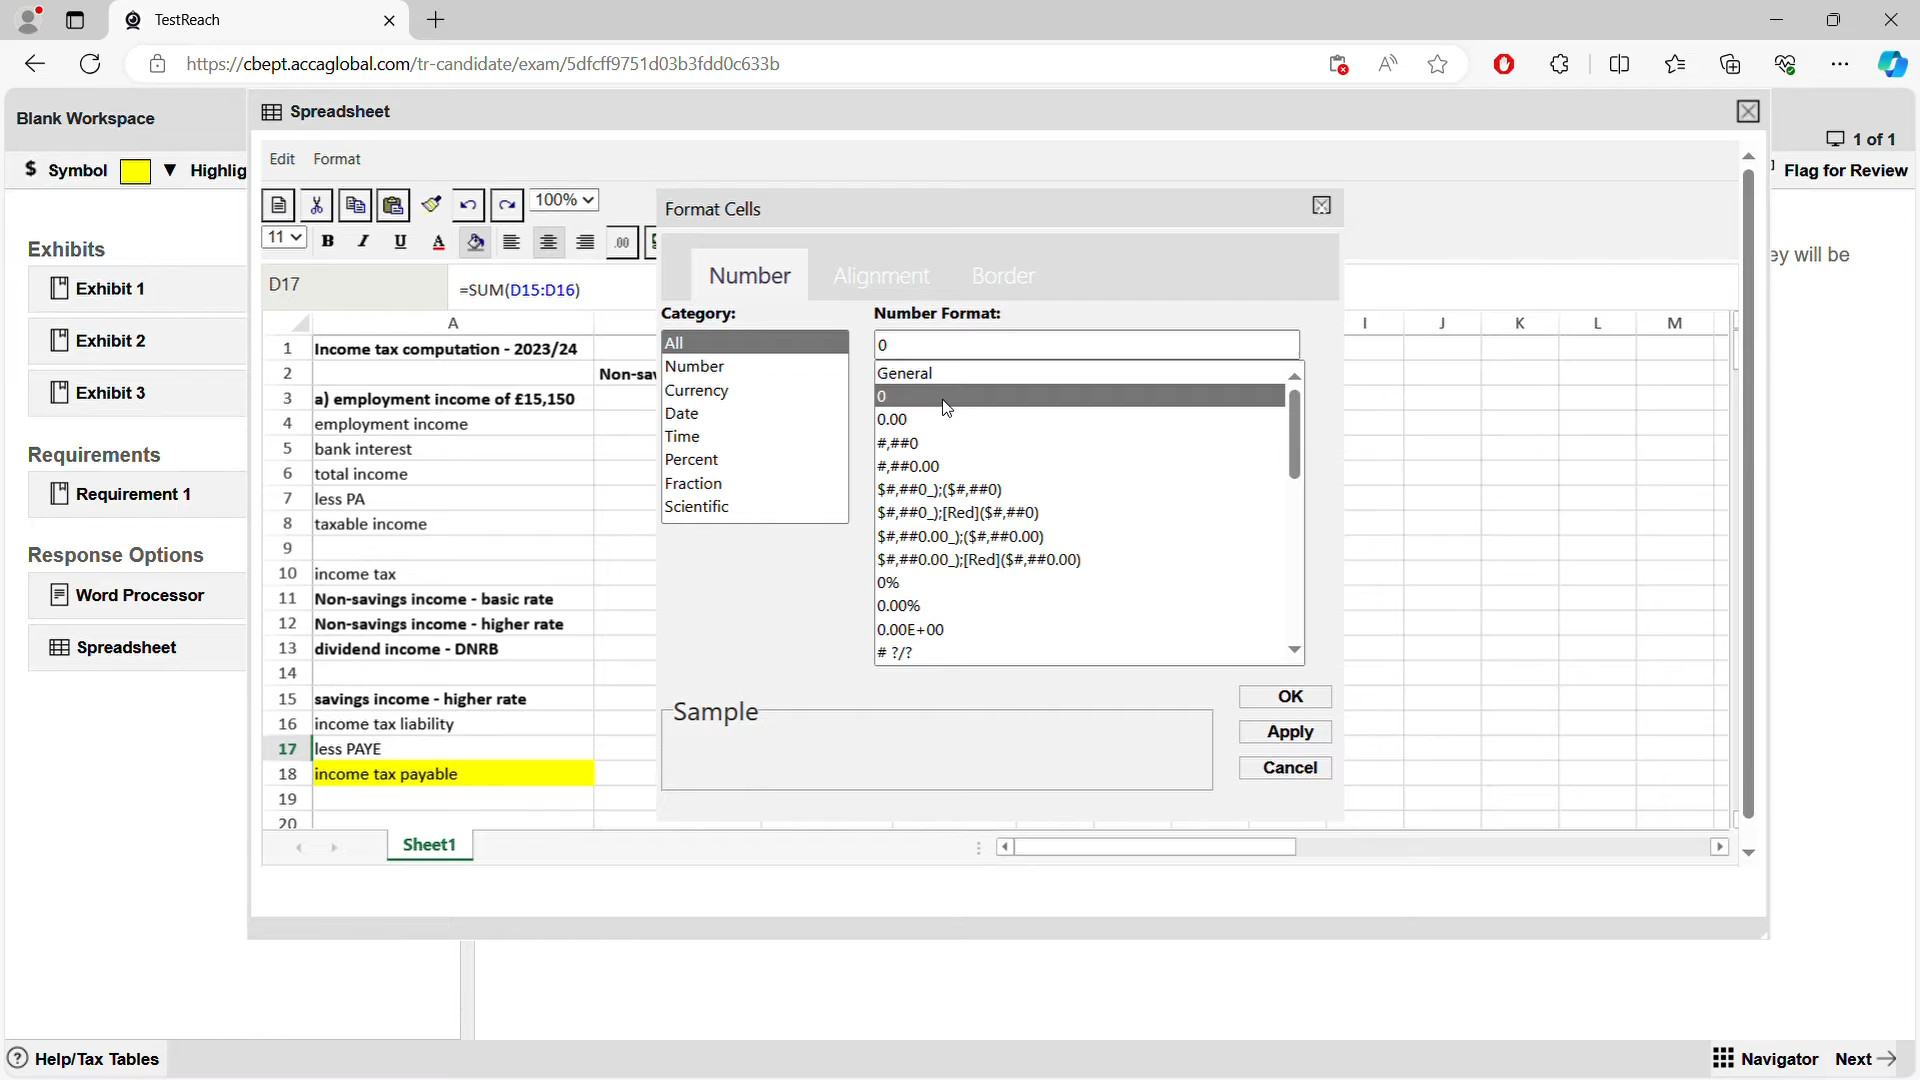 TestReach
https://cbept.accaglobal.com/tr-candidate/exam/5dfcff9751d03b3fdd0c633b
Blank Workspace
Spreadsheet
1 of 1
$ Symbol
Highlig
Flag for Review
Edit Format
100%
11 B I U A .00
Format Cells
Number Alignment Border
D17
=SUM(D15:D16)
Category:
All
Number
Currency
Date
Time
Percent
Fraction
Scientific
Number Format:
0
General
0
0.00
#,##0
#,##0.00
$#,##0_);($#,##0)
$#,##0_);[Red]($#,##0)
$#,##0.00_);($#,##0.00)
$#,##0.00_);[Red]($#,##0.00)
0%
0.00%
0.00E+00
# ?/?
Sample
OK
Apply
Cancel
Exhibits
Exhibit 1
Exhibit 2
Exhibit 3
Requirements
Requirement 1
Response Options
Word Processor
Spreadsheet
ey will be
A I J K L M
1 Income tax computation - 2023/24
2 Non-sav
3 a) employment income of £15,150
4 employment income
5 bank interest
6 total income
7 less PA
8 taxable income
9
10 income tax
11 Non-savings income - basic rate
12 Non-savings income - higher rate
13 dividend income - DNRB
14
15 savings income - higher rate
16 income tax liability
17 less PAYE
18 income tax payable
19
20
Sheet1
Help/Tax Tables
Navigator Next